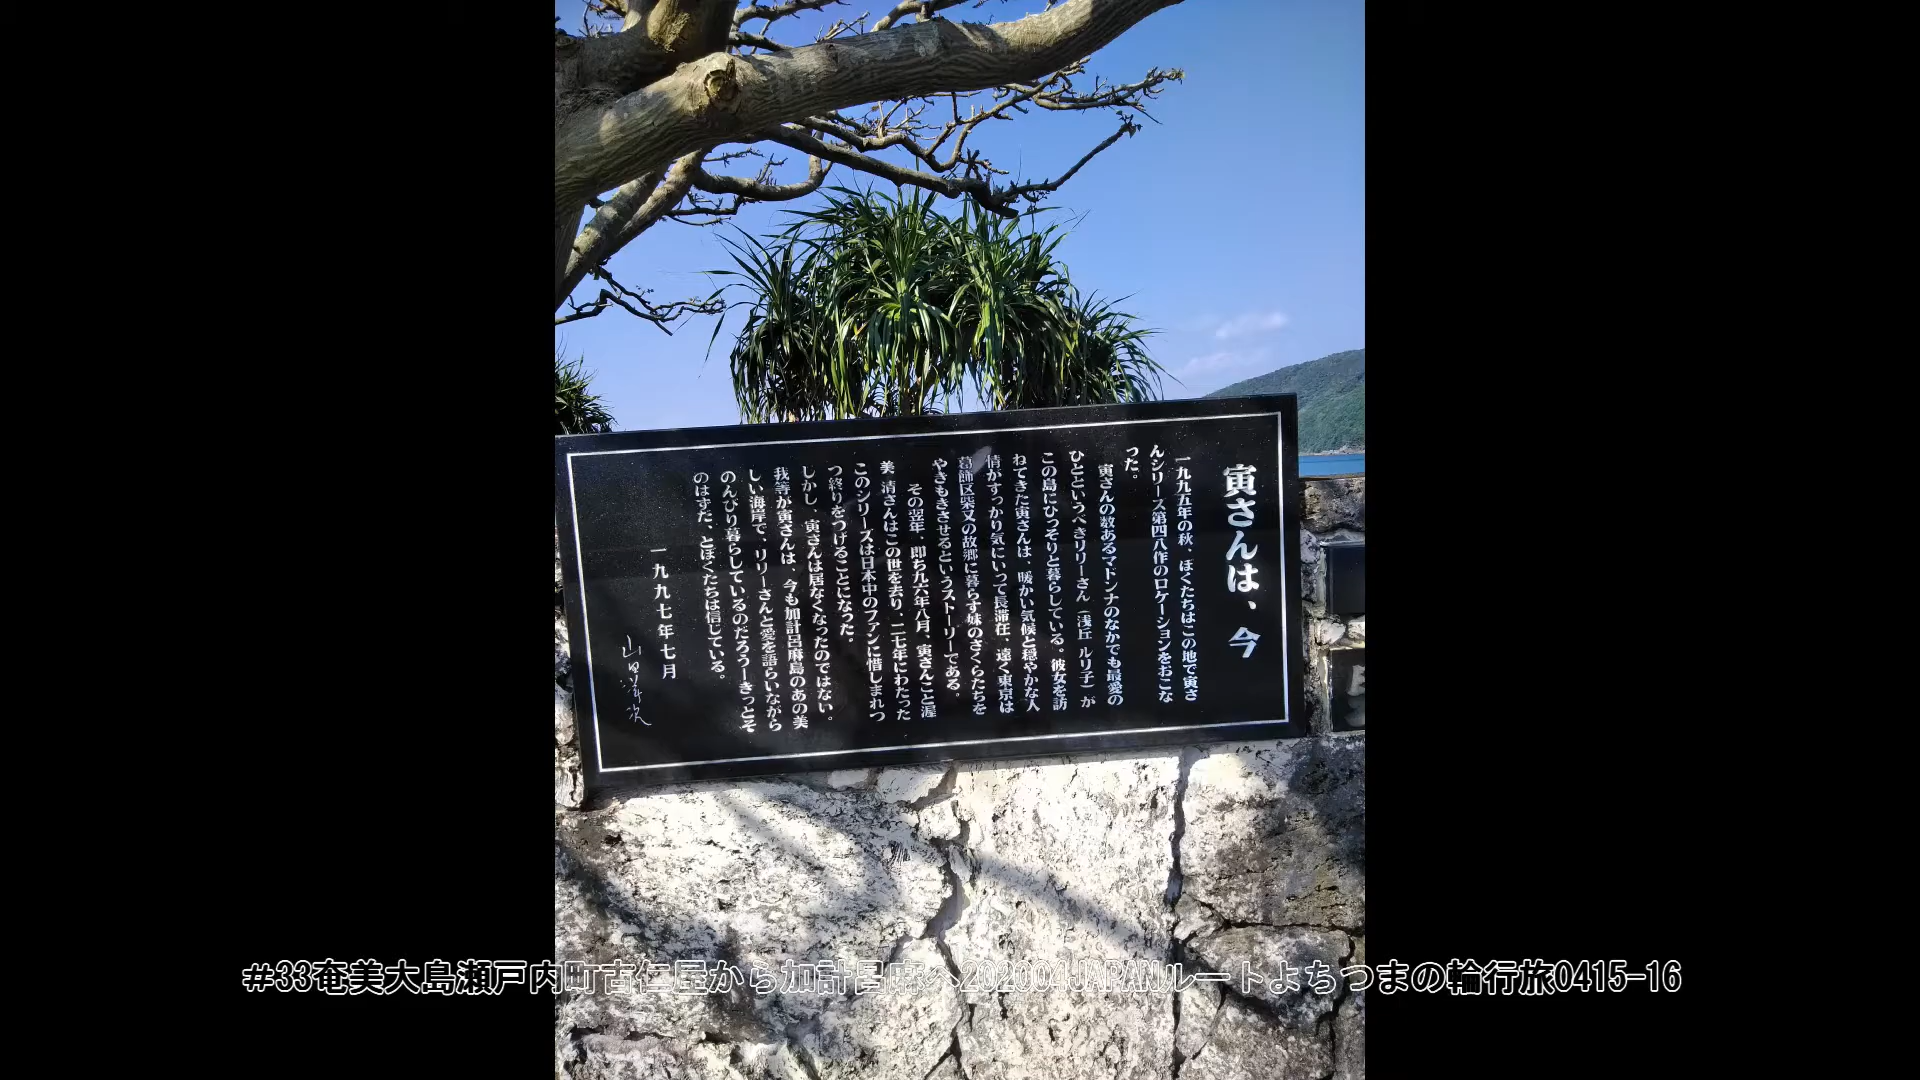 寅さんは、今
一九九五年の秋、ぼくたちはこの地で寅さ
んシリーズ第四八作のロケーションをおこな
った。
寅さんの数あるマドンナのなかでも最愛の
ひとというべきリリーさん（浅丘 ルリ子）が
この島にひっそりと暮らしている。彼女を訪
ねてきた寅さんは、暖かい気候と穏やかな人
情がすっかり気にいって長滞在、遠く東京は
葛飾区柴又の故郷に暮らす妹のさくらたちを
やきもきさせるというストーリーである。
その翌年、即ち九六年八月、寅さんこと渥
美 清さんはこの世を去り、二七年にわたった
このシリーズは日本中のファンに惜しまれつ
つ終りをつげることになった。
しかし、寅さんは居なくなったのではない。
我等が寅さんは、今も加計呂麻島のあの美
しい海岸で、リリーさんと愛を語らいながら
のんびり暮らしているのだろう―きっとそ
のはずだ、とぼくたちは信じている。
一九九七年七月
山田洋次
#33奄美大島瀬戸内町古仁屋から加計呂麻へ202004JAPANルートよちつまの輪行旅0415-16